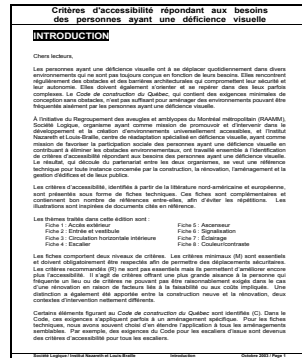 Critères d'accessibilité répondant aux besoins
des personnes ayant une déficience visuelle
INTRODUCTION
Chers lecteurs,
Les personnes ayant une déficience visuelle ont à se déplacer quotidiennement dans divers
environnements qui ne sont pas toujours conçus en fonction de leurs besoins. Elles rencontrent
régulièrement des obstacles et des barrières architecturales qui compromettent leur sécurité et
leur autonomie. Elles doivent également s'orienter et se repérer dans des lieux parfois
complexes. Le Code de construction du Québec, qui contient des exigences minimales de
conception sans obstacles, n'est pas suffisant pour aménager des environnements pouvant être
fréquentés aisément par les personnes ayant une déficience visuelle.
À l'initiative du Regroupement des aveugles et amblyopes du Montréal métropolitain (RAAMM),
Société Logique, organisme ayant comme mission de promouvoir et d'intervenir dans le
développement et la création d'environnements universellement accessibles, et l'Institut
Nazareth et Louis-Braille, centre de réadaptation spécialisé en déficience visuelle, ayant comme
mission de favoriser la participation sociale des personnes ayant une déficience visuelle en
contribuant à éliminer les obstacles environnementaux, ont travaillé ensemble à l'identification
de critères d'accessibilité répondant aux besoins des personnes ayant une déficience visuelle.
Le résultat, qui découle du partenariat entre les deux organismes, se veut une référence
technique pour toute instance concernée par la construction, la rénovation, l'aménagement et la
gestion d'édifices et de lieux publics.
Les critères d'accessibilité, identifiés à partir de la littérature nord-américaine et européenne,
sont présentés sous forme de fiches techniques. Ces fiches sont complémentaires et
contiennent bon nombre de références entre-elles, afin d'éviter les répétitions. Les
illustrations sont inspirées de documents cités en référence.
Les thèmes traités dans cette édition sont :
Fiche 1 : Accès extérieur
Fiche 2 : Entrée et vestibule
Fiche 3 : Circulation horizontale intérieure
Fiche 4 : Escalier
Fiche 5 : Ascenseur
Fiche 6 : Signalisation
Fiche 7 : Éclairage
Fiche 8 : Couleur/contraste
Les fiches comportent deux niveaux de critères. Les critères minimums (M) sont essentiels
et doivent obligatoirement être respectés afin de permettre des déplacements sécuritaires.
Les critères recommandés (R) ne sont pas essentiels mais ils permettent d'améliorer encore
plus l'accessibilité. Il s'agit de critères offrant une plus grande aisance à la personne qui
fréquente un lieu ou de critères ne pouvant pas être raisonnablement exigés dans le cas
d'une rénovation en raison de facteurs liés à la faisabilité ou aux coûts impliqués. Une
distinction a également été apportée entre la construction neuve et la rénovation, deux
contextes d'intervention nettement différents.
Certains éléments figurant au Code de construction du Québec sont identifiés (C). Dans le
Code, ces exigences s'appliquent parfois à un aménagement spécifique. Pour les fiches
techniques, nous avons souvent choisi d'en étendre l'application à tous les aménagements
semblables. Par exemple, des exigences du Code pour les escaliers d'issue sont devenus
des critères d'accessibilité pour tous les escaliers.
Société Logique / Institut Nazareth et Louis-Braille Introduction Octobre 2003 / Page 1